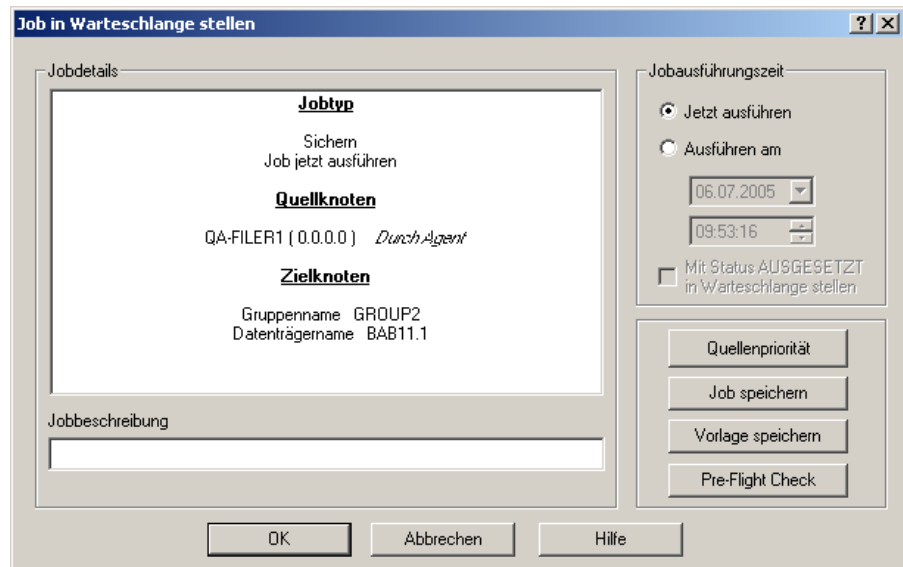 Job in Warteschlange stellen
Jobdetails
Jobtyp
Sichern
Job jetzt ausführen
Quellknoten
QA-FILER1 ( 0.0.0.0 ) Durch Agent
Zielknoten
Gruppenname GROUP2
Datenträgername BAB11.1
Jobbeschreibung
Jobausführungszeit
Jetzt ausführen
Ausführen am
06.07.2005
09:53:16
Mit Status AUSGESETZT
in Warteschlange stellen
Quellenpriorität
Job speichern
Vorlage speichern
Pre-Flight Check
OK
Abbrechen
Hilfe